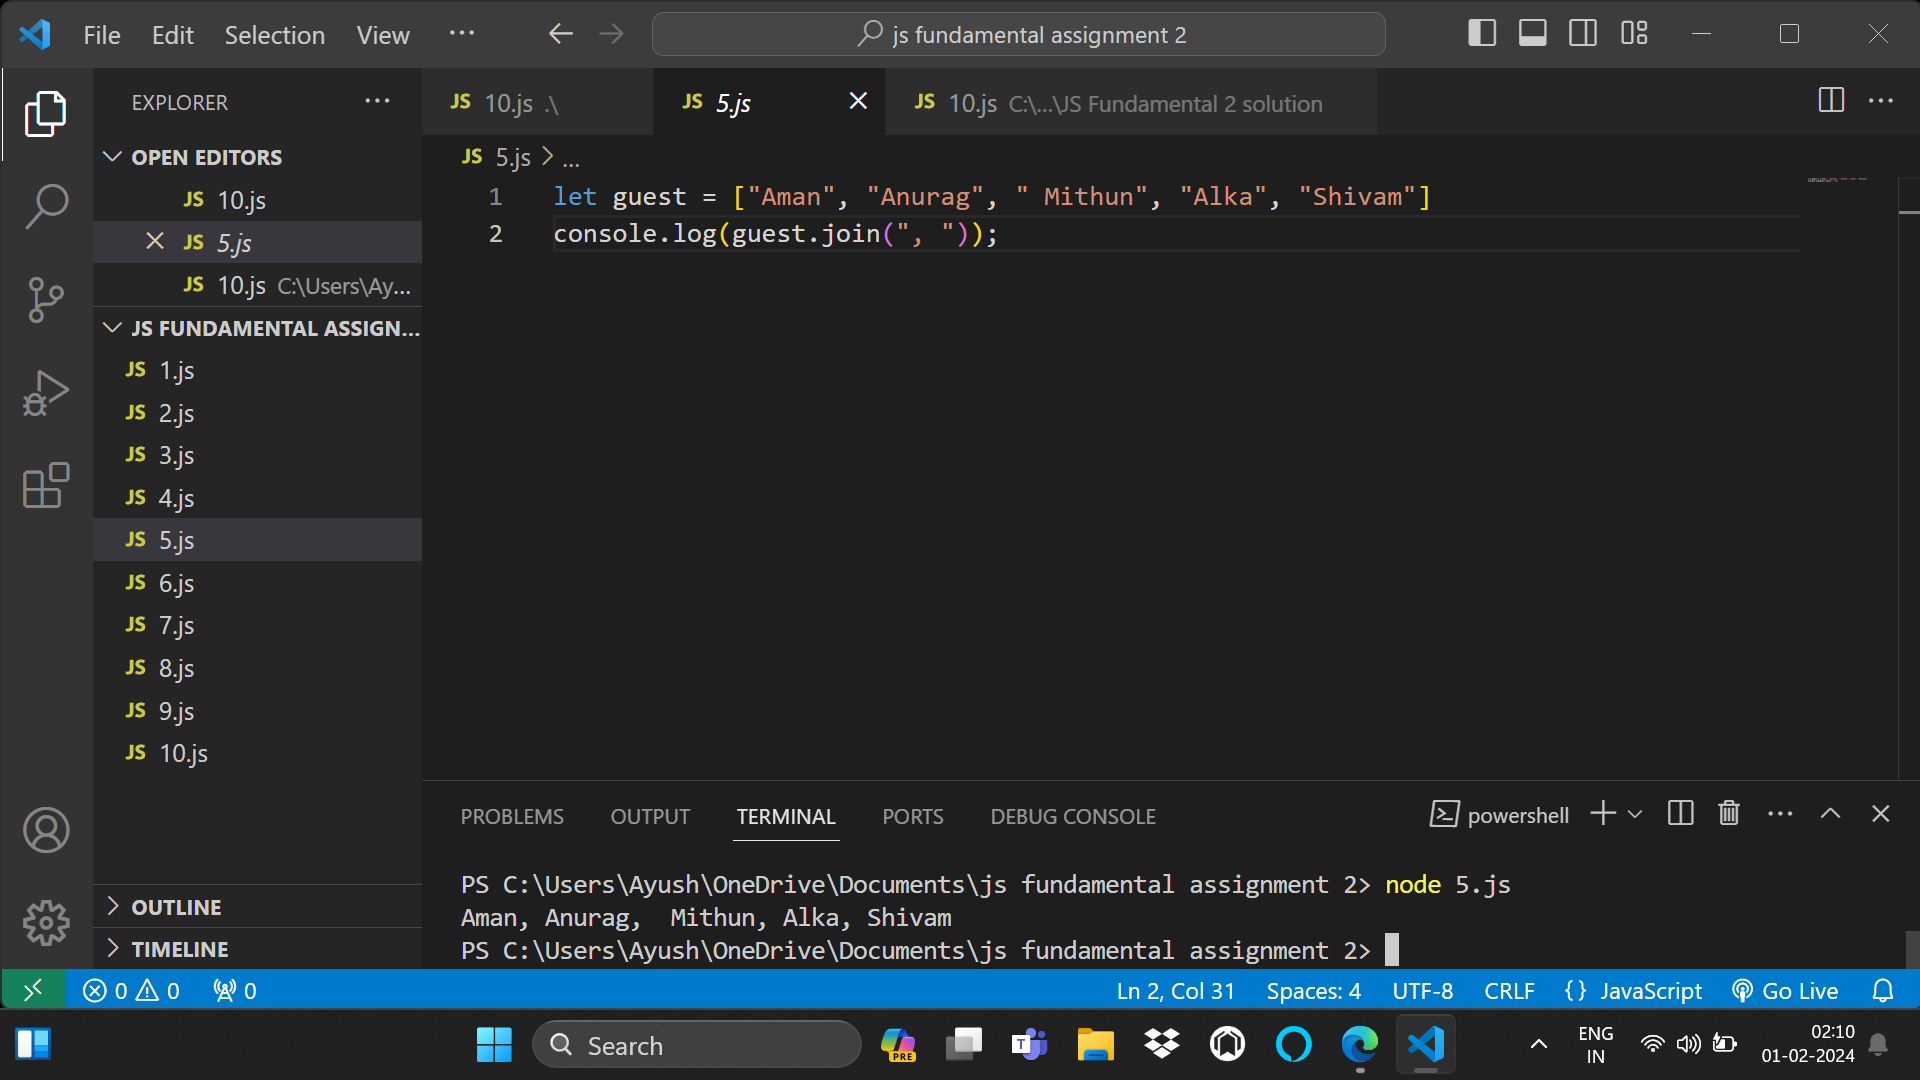 File Edit Selection View ··· js fundamental assignment 2
EXPLORER ···
JS 10.js .\ JS 5.js JS 10.js C:\...\JS Fundamental 2 solution
OPEN EDITORS
JS 10.js
JS 5.js
JS 10.js C:\Users\Ay...
JS FUNDAMENTAL ASSIGN...
JS 1.js
JS 2.js
JS 3.js
JS 4.js
JS 5.js
JS 6.js
JS 7.js
JS 8.js
JS 9.js
JS 10.js
OUTLINE
TIMELINE
JS 5.js > ...
1 let guest = ["Aman", "Anurag", " Mithun", "Alka", "Shivam"]
2 console.log(guest.join(", "));
PROBLEMS OUTPUT TERMINAL PORTS DEBUG CONSOLE powershell
PS C:\Users\Ayush\OneDrive\Documents\js fundamental assignment 2> node 5.js
Aman, Anurag,  Mithun, Alka, Shivam
PS C:\Users\Ayush\OneDrive\Documents\js fundamental assignment 2>
0 0 0 Ln 2, Col 31 Spaces: 4 UTF-8 CRLF {} JavaScript Go Live
Search PRE ENG 02:10
IN 01-02-2024